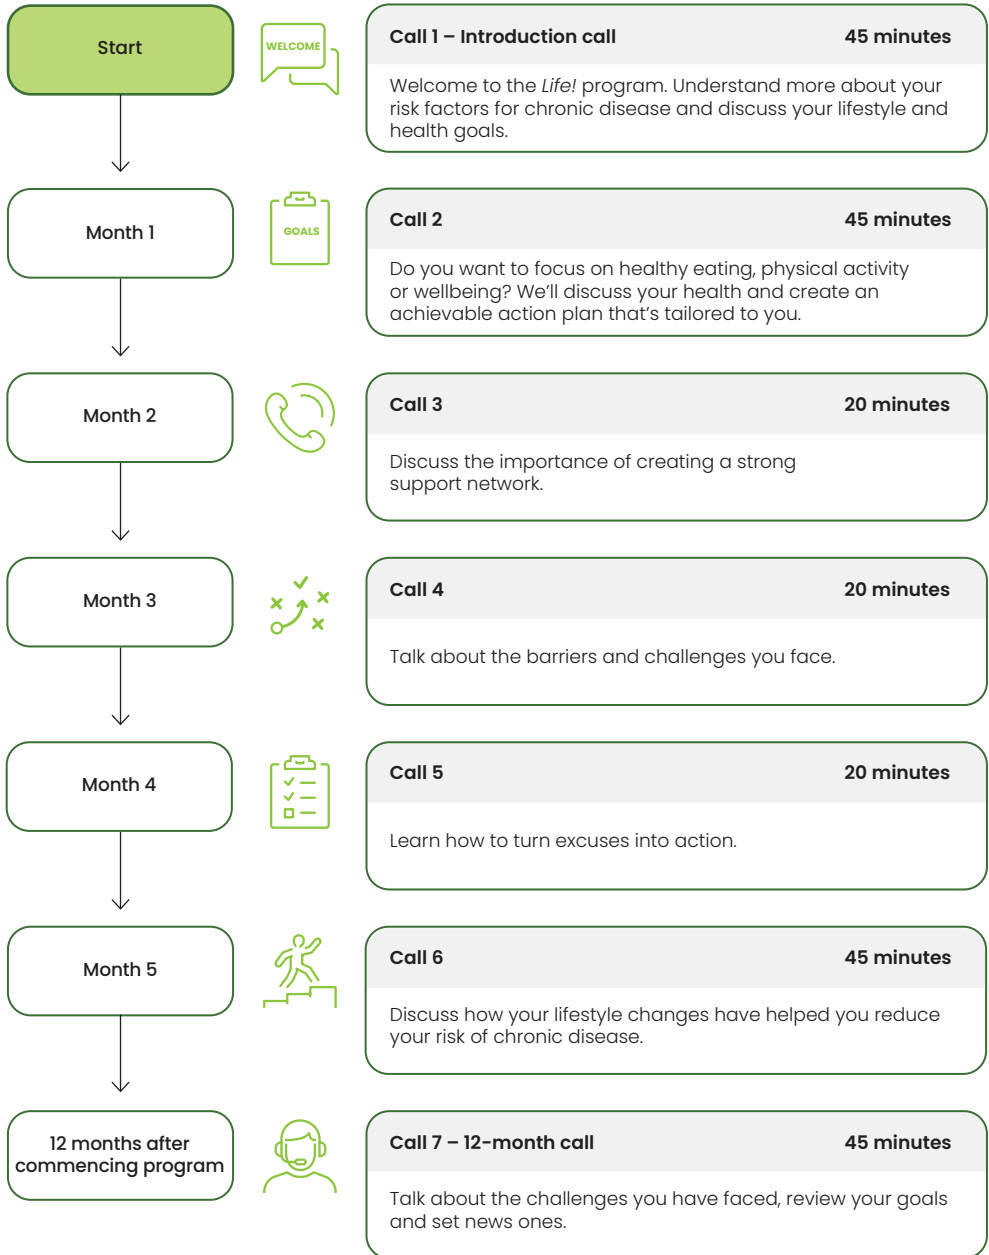 Start
WELCOME
Call 1 – Introduction call 45 minutes
Welcome to the Life! program. Understand more about your
risk factors for chronic disease and discuss your lifestyle and
health goals.
Month 1
GOALS
Call 2 45 minutes
Do you want to focus on healthy eating, physical activity
or wellbeing? We’ll discuss your health and create an
achievable action plan that’s tailored to you.
Month 2
Call 3 20 minutes
Discuss the importance of creating a strong
support network.
Month 3
Call 4 20 minutes
Talk about the barriers and challenges you face.
Month 4
Call 5 20 minutes
Learn how to turn excuses into action.
Month 5
Call 6 45 minutes
Discuss how your lifestyle changes have helped you reduce
your risk of chronic disease.
12 months after
commencing program
Call 7 – 12-month call 45 minutes
Talk about the challenges you have faced, review your goals
and set news ones.